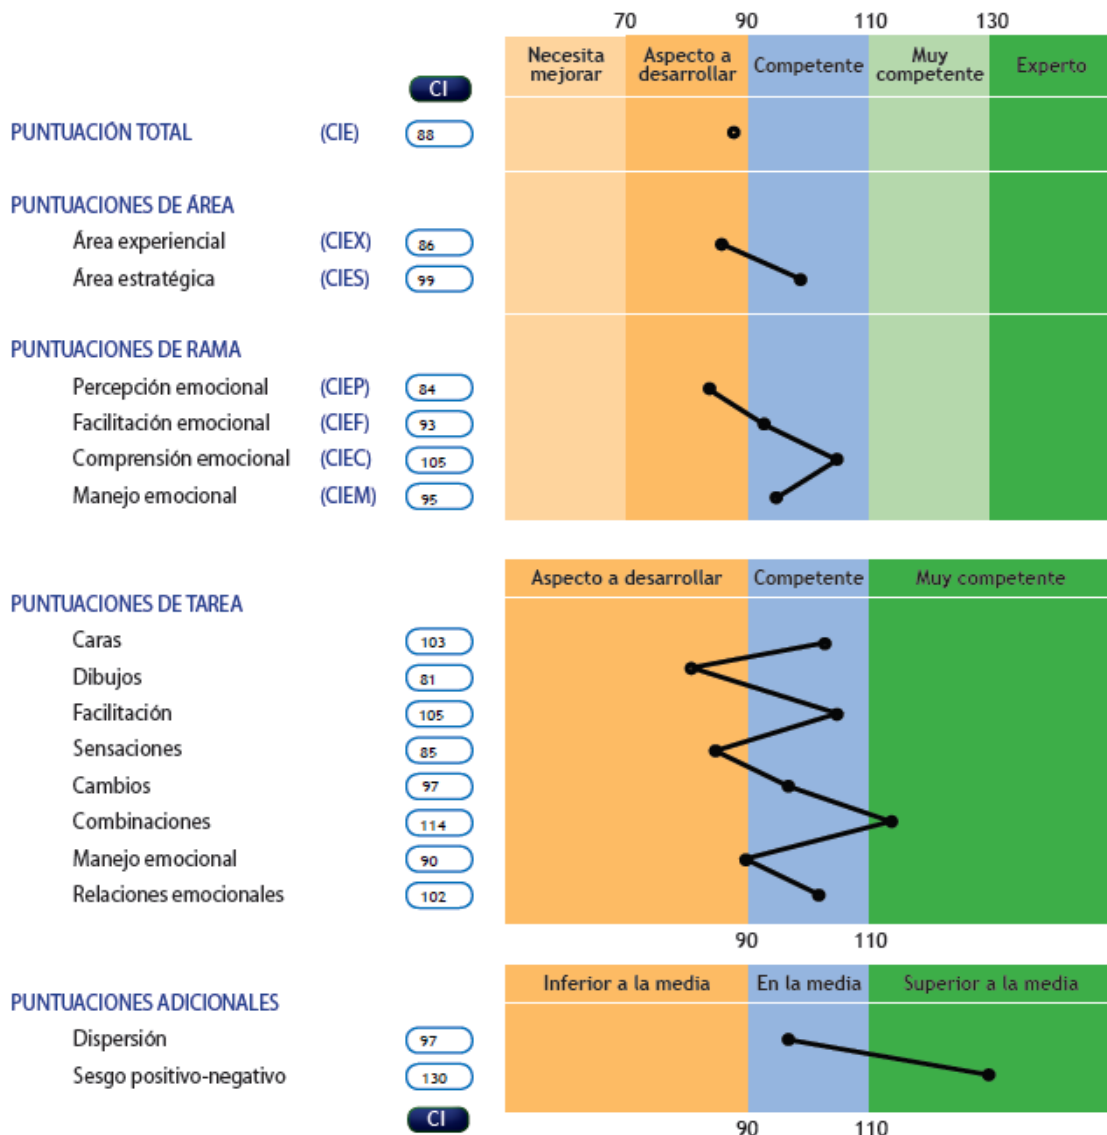 70 90 110 130
Necesita mejorar Aspecto a desarrollar Competente Muy competente Experto
CI
PUNTUACIÓN TOTAL (CIE) 88
PUNTUACIONES DE ÁREA
Área experiencial (CIEX) 86
Área estratégica (CIES) 99
PUNTUACIONES DE RAMA
Percepción emocional (CIEP) 84
Facilitación emocional (CIEF) 93
Comprensión emocional (CIEC) 105
Manejo emocional (CIEM) 95
Aspecto a desarrollar Competente Muy competente
PUNTUACIONES DE TAREA
Caras 103
Dibujos 81
Facilitación 105
Sensaciones 85
Cambios 97
Combinaciones 114
Manejo emocional 90
Relaciones emocionales 102
90 110
Inferior a la media En la media Superior a la media
PUNTUACIONES ADICIONALES
Dispersión 97
Sesgo positivo-negativo 130
CI
90 110